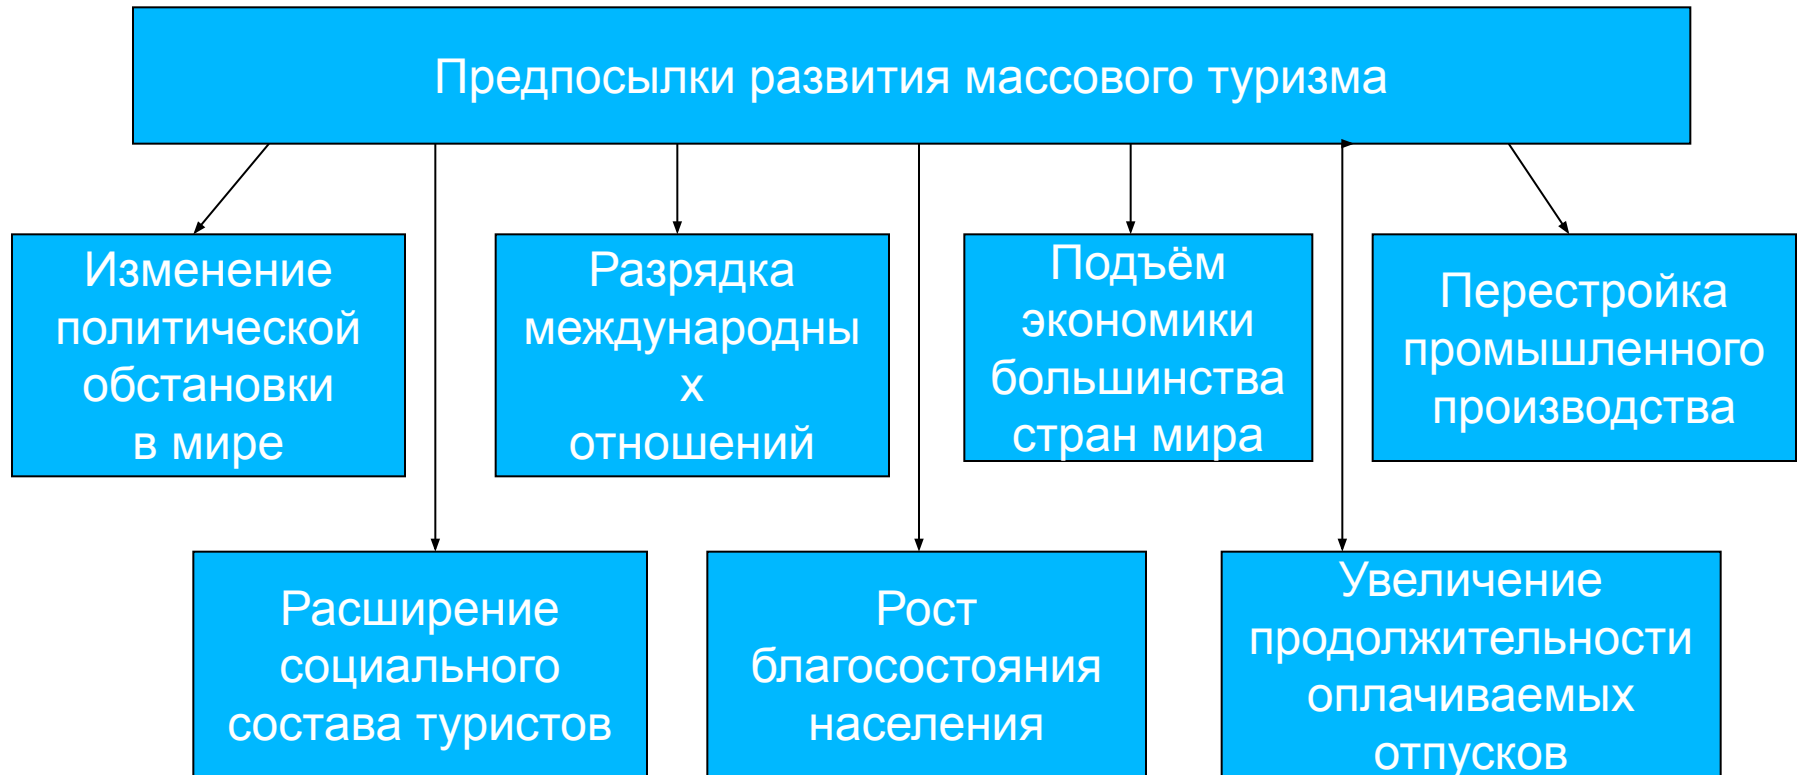 Предпосылки развития массового туризма
Изменение
политической
обстановки
в мире
Разрядка
международны
х
отношений
Подъём
экономики
большинства
стран мира
Перестройка
промышленного
производства
Расширение
социального
состава туристов
Рост
благосостояния
населения
Увеличение
продолжительности
оплачиваемых
отпусков